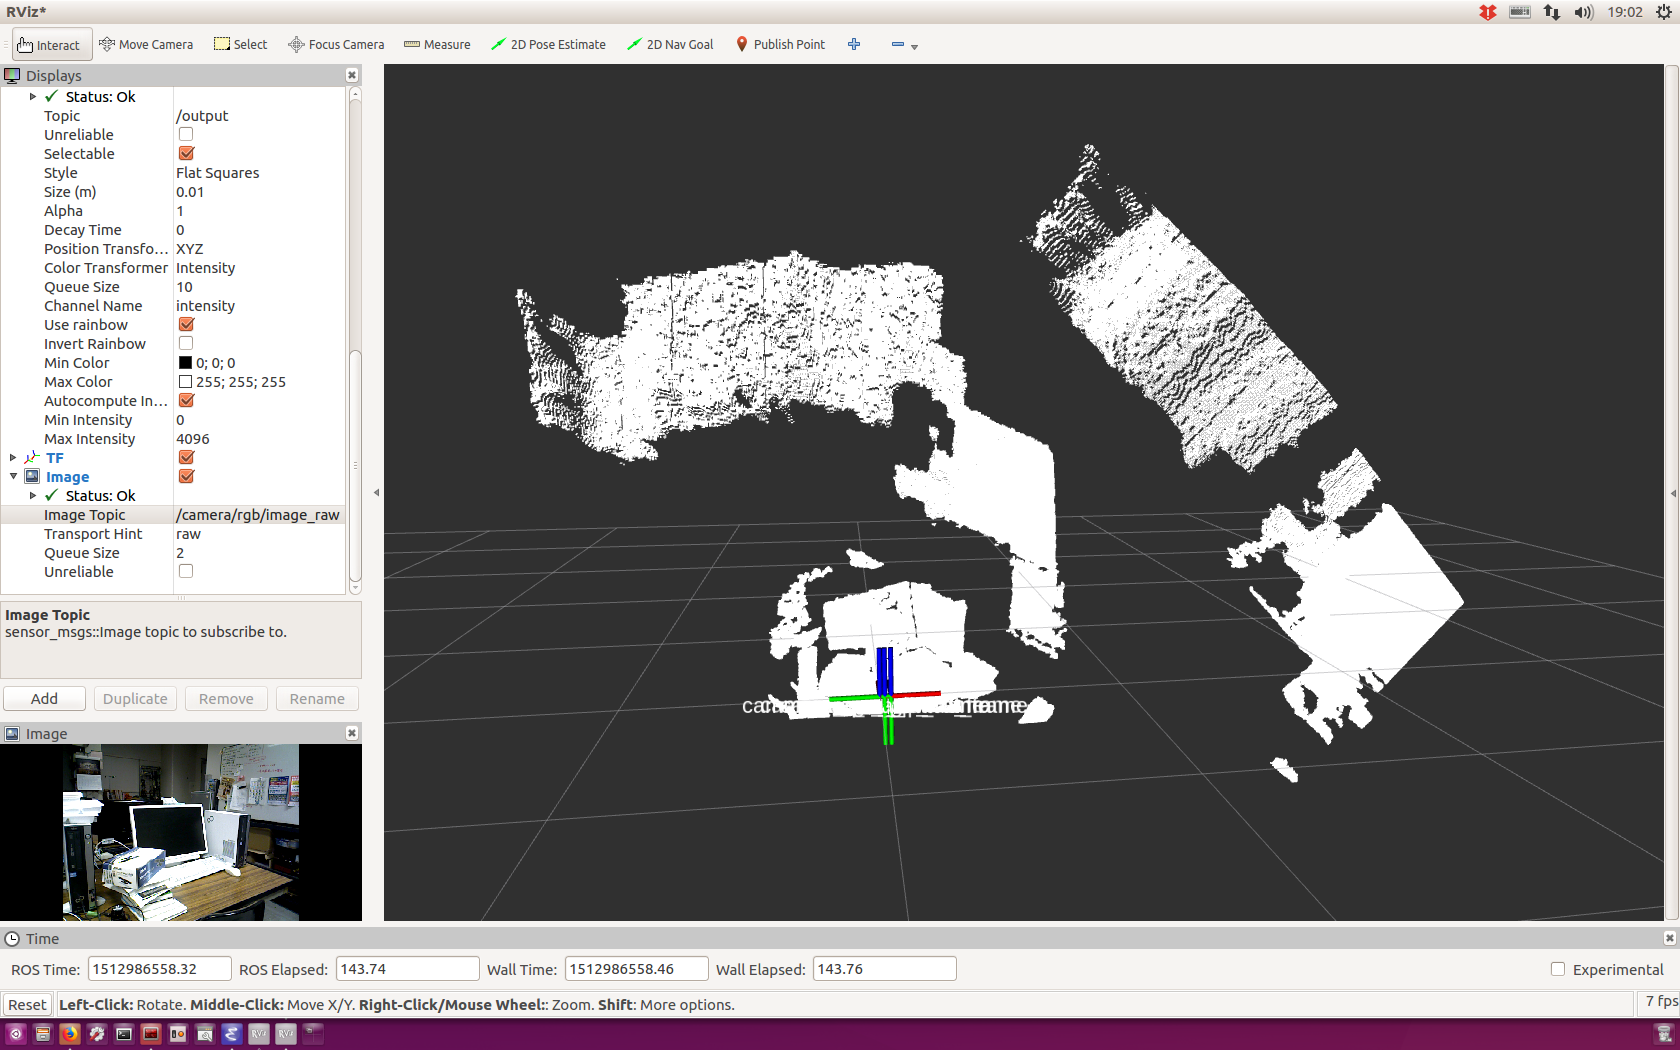 RViz*
19:02
Interact
Move Camera
Select
Focus Camera
Measure
2D Pose Estimate
2D Nav Goal
Publish Point
Displays
Status: Ok
Topic /output
Unreliable
Selectable
Style Flat Squares
Size (m) 0.01
Alpha 1
Decay Time 0
Position Transfo... XYZ
Color Transformer Intensity
Queue Size 10
Channel Name intensity
Use rainbow
Invert Rainbow
Min Color 0; 0; 0
Max Color 255; 255; 255
Autocompute In...
Min Intensity 0
Max Intensity 4096
TF
Image
Status: Ok
Image Topic /camera/rgb/image_raw
Transport Hint raw
Queue Size 2
Unreliable
Image Topic
sensor_msgs::Image topic to subscribe to.
Add
Duplicate
Remove
Rename
Image
Time
ROS Time: 1512986558.32
ROS Elapsed: 143.74
Wall Time: 1512986558.46
Wall Elapsed: 143.76
Experimental
Reset
Left-Click: Rotate. Middle-Click: Move X/Y. Right-Click/Mouse Wheel:: Zoom. Shift: More options.
7 fps